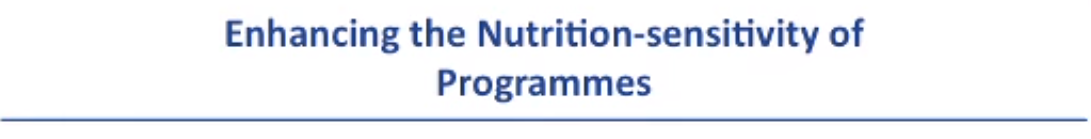 Enhancing the Nutrition-sensitivity of
Programmes